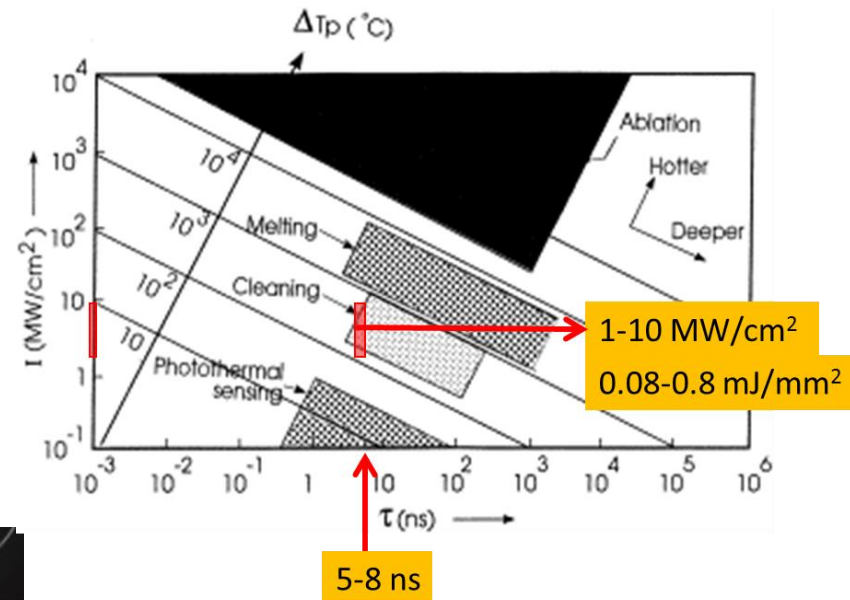 ΔTp (°C)
10⁴
10³
10²
10
1
10⁻¹
I (MW/cm²)
10⁴
10³
10²
10
Ablation
Hotter
Deeper
Melting
Cleaning
Photothermal
sensing
1-10 MW/cm²
0.08-0.8 mJ/mm²
10⁻³ 10⁻² 10⁻¹ 1 10 10² 10³ 10⁴ 10⁵ 10⁶
τ (ns)
5-8 ns